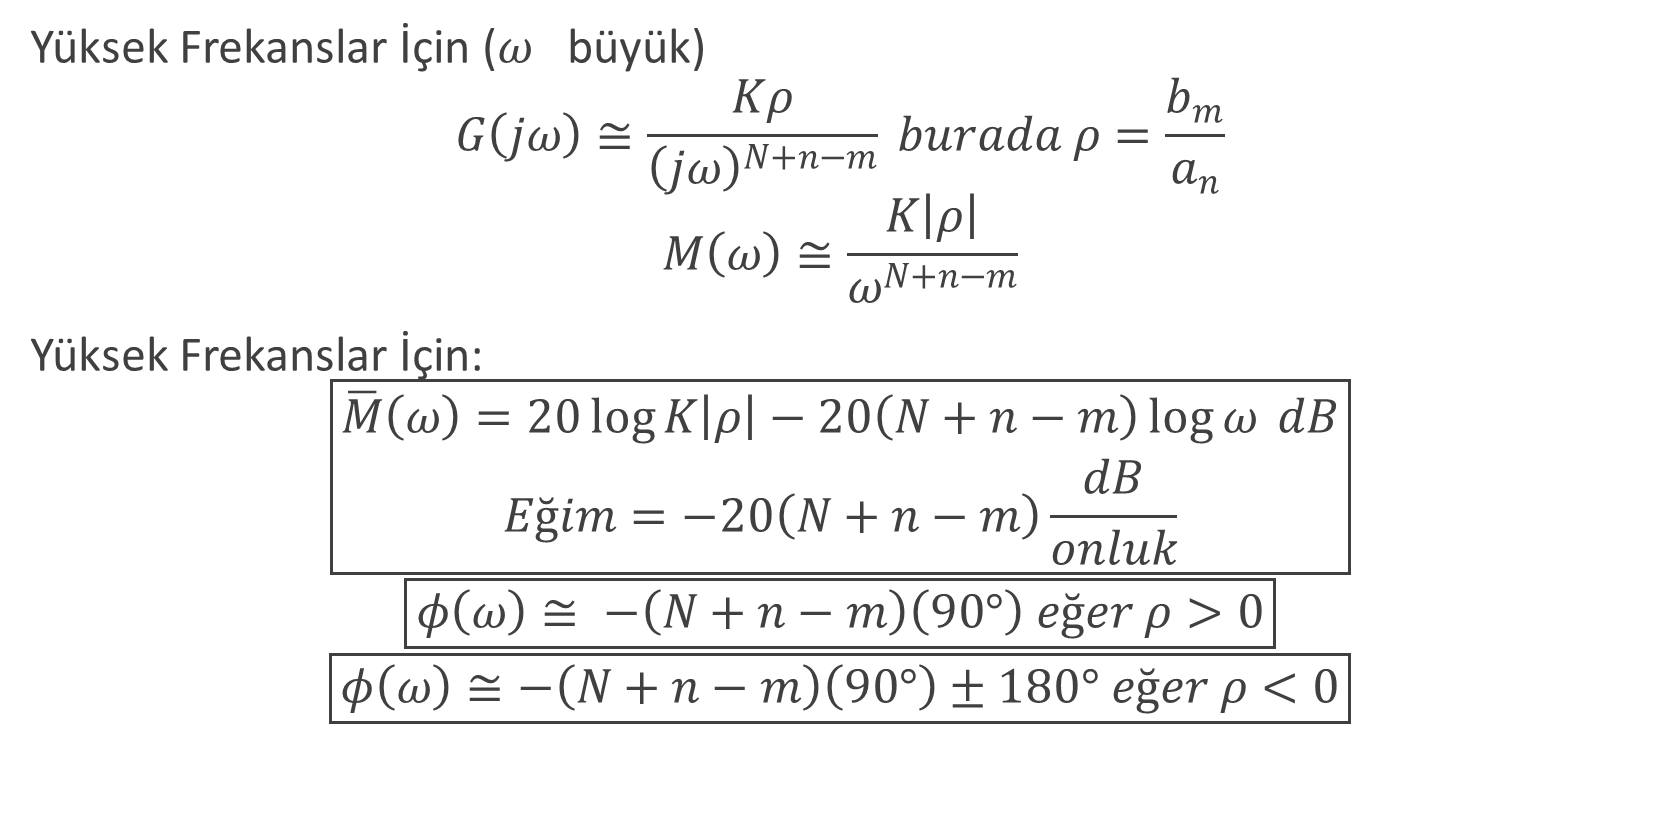 Yüksek Frekanslar İçin (ω büyük)
G(jω) ≅ Kρ / (jω)^{N+n−m} burada ρ = b_m / a_n
M(ω) ≅ K|ρ| / ω^{N+n−m}
Yüksek Frekanslar İçin:
M̅(ω) = 20 log K|ρ| − 20(N + n − m) log ω dB
Eğim = −20(N + n − m) dB / onluk
ϕ(ω) ≅ −(N + n − m)(90°) eğer ρ > 0
ϕ(ω) ≅ −(N + n − m)(90°) ± 180° eğer ρ < 0